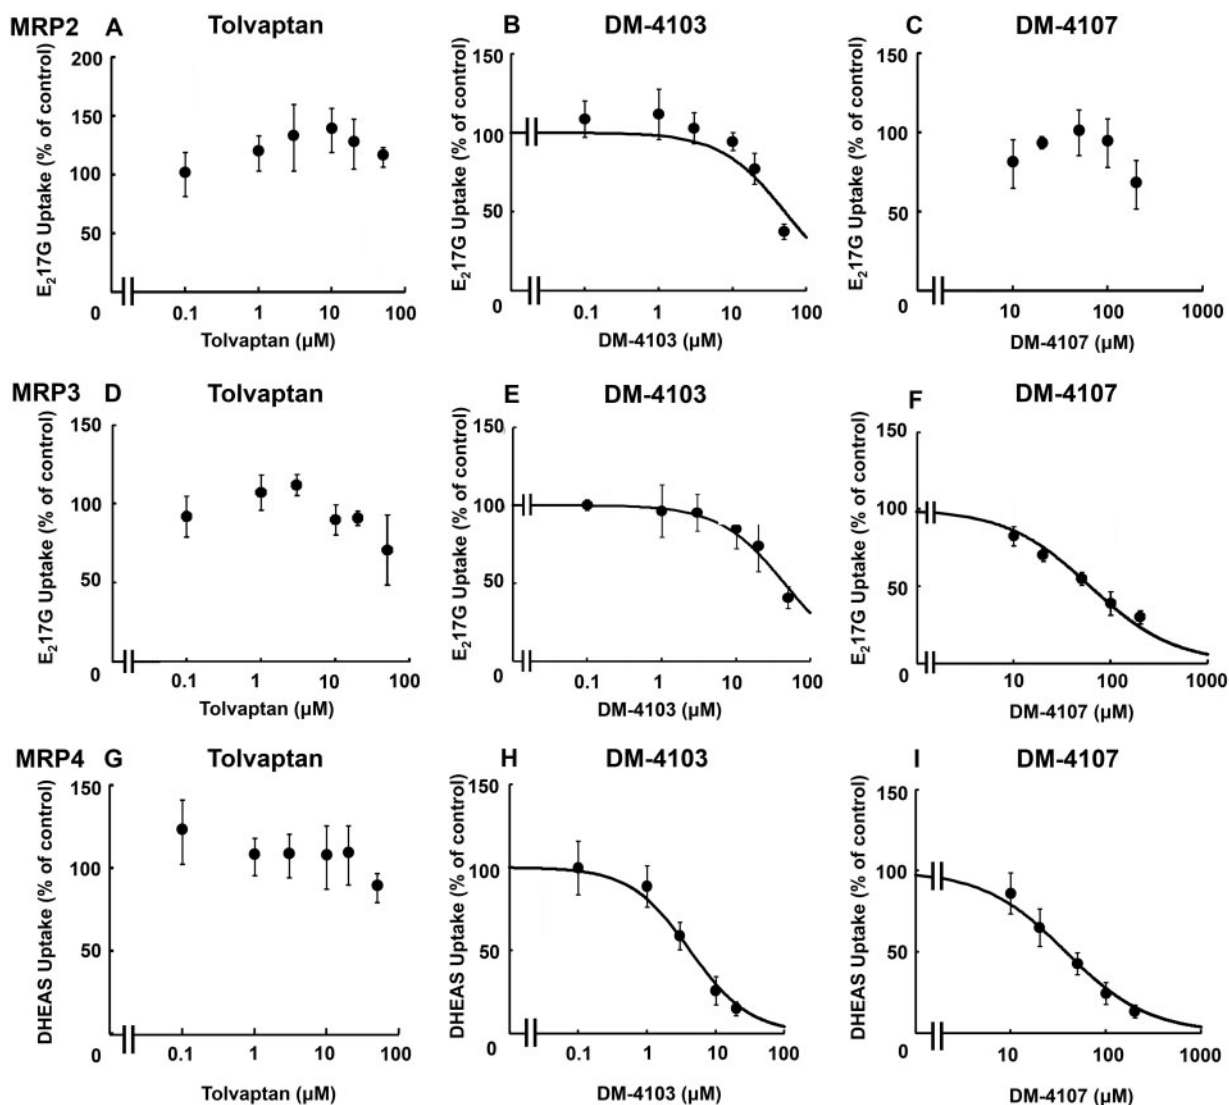 MRP2 A Tolvaptan
E217G Uptake (% of control)
200
150
100
50
0
0.1 1 10 100
Tolvaptan (µM)
B DM-4103
E217G Uptake (% of control)
150
100
50
0
0.1 1 10 100
DM-4103 (µM)
C DM-4107
E217G Uptake (% of control)
150
100
50
0
10 100 1000
DM-4107 (µM)
MRP3 D Tolvaptan
E217G Uptake (% of control)
150
100
50
0
0.1 1 10 100
Tolvaptan (µM)
E DM-4103
E217G Uptake (% of control)
150
100
50
0
0.1 1 10 100
DM-4103 (µM)
F DM-4107
E217G Uptake (% of control)
150
100
50
0
10 100 1000
DM-4107 (µM)
MRP4 G Tolvaptan
DHEAS Uptake (% of control)
150
100
50
0
0.1 1 10 100
Tolvaptan (µM)
H DM-4103
DHEAS Uptake (% of control)
150
100
50
0
0.1 1 10 100
DM-4103 (µM)
I DM-4107
DHEAS Uptake (% of control)
150
100
50
0
10 100 1000
DM-4107 (µM)